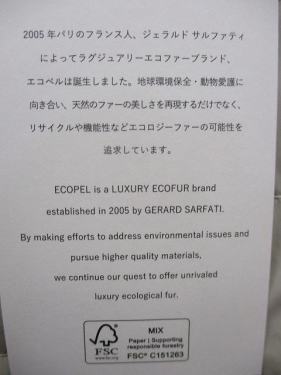 2005年パリのフランス人、ジェラルド サルファティ
によってラグジュアリーエコファーブランド、
エコペルは誕生しました。地球環境保全・動物愛護に
向き合い、天然のファーの美しさを再現するだけでなく、
リサイクルや機能性などエコロジーファーの可能性を
追求しています。
ECOPEL is a LUXURY ECOFUR brand
established in 2005 by GERARD SARFATI.
By making efforts to address environmental issues and
pursue higher quality materials,
we continue our quest to offer unrivaled
luxury ecological fur.
FSC
www.fsc.org
MIX
Paper | Supporting
responsible forestry
FSC® C151263